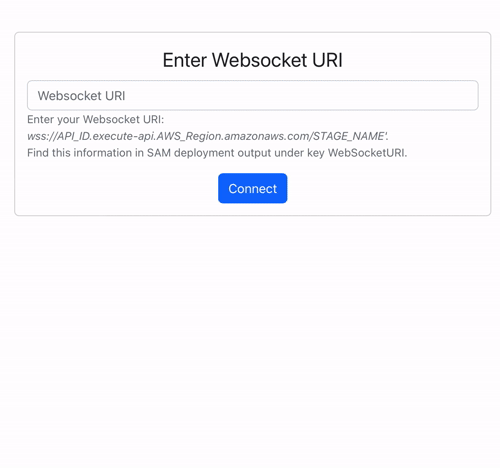 Enter Websocket URI
Websocket URI
Enter your Websocket URI:
wss://API_ID.execute-api.AWS_Region.amazonaws.com/STAGE_NAME'.
Find this information in SAM deployment output under key WebSocketURI.
Connect